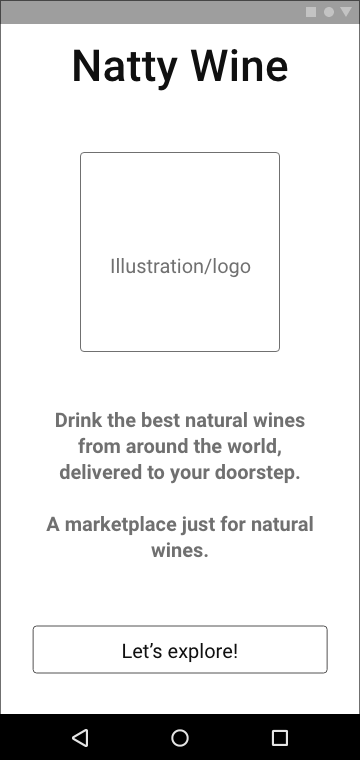 Natty Wine
Illustration/logo
Drink the best natural wines
from around the world,
delivered to your doorstep.
A marketplace just for natural
wines.
Let’s explore!